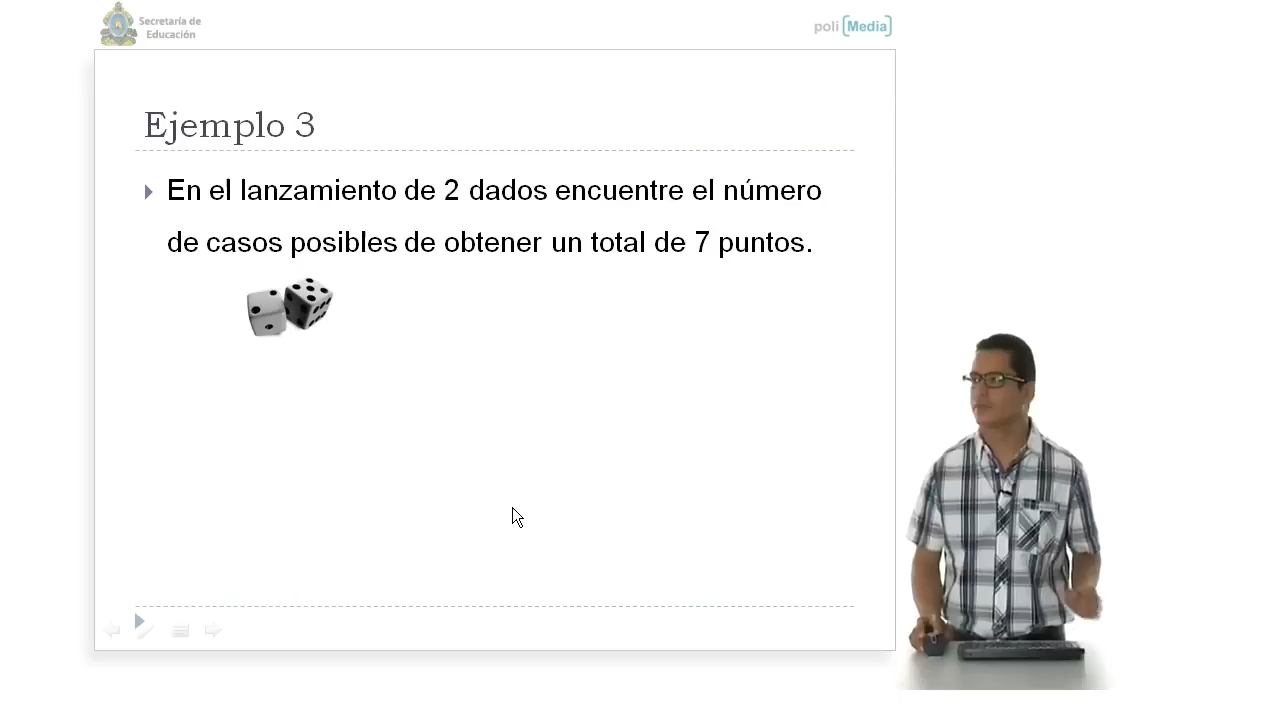 Secretaría de
Educación
poli [Media]
Ejemplo 3
En el lanzamiento de 2 dados encuentre el número
de casos posibles de obtener un total de 7 puntos.